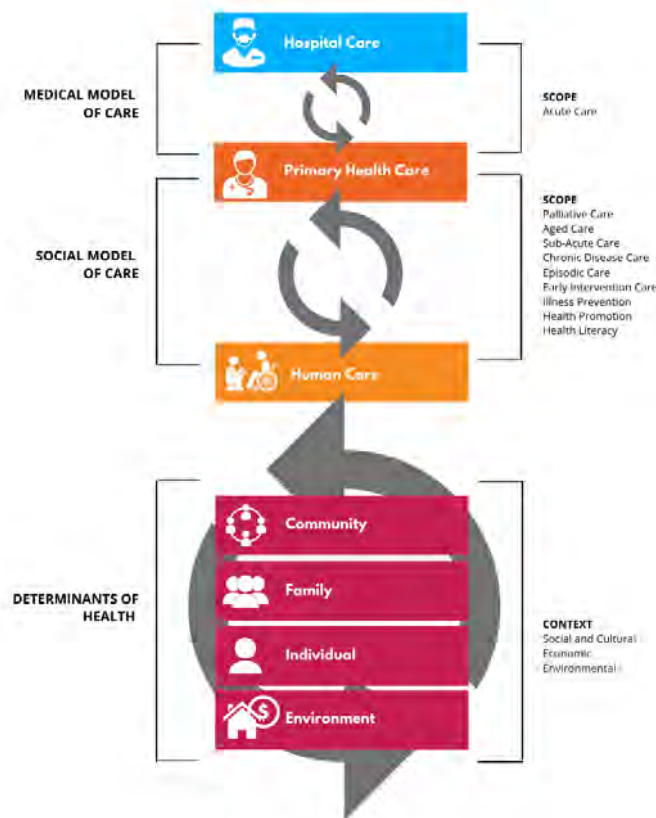 Hospital Care
MEDICAL MODEL
OF CARE
SCOPE
Acute Care
Primary Health Care
SOCIAL MODEL
OF CARE
SCOPE
Palliative Care
Aged Care
Sub-Acute Care
Chronic Disease Care
Episodic Care
Early Intervention Care
Illness Prevention
Health Promotion
Health Literacy
Human Care
Community
Family
DETERMINANTS OF
HEALTH
Individual
CONTEXT
Social and Cultural
Economic
Environmental
$
Environment